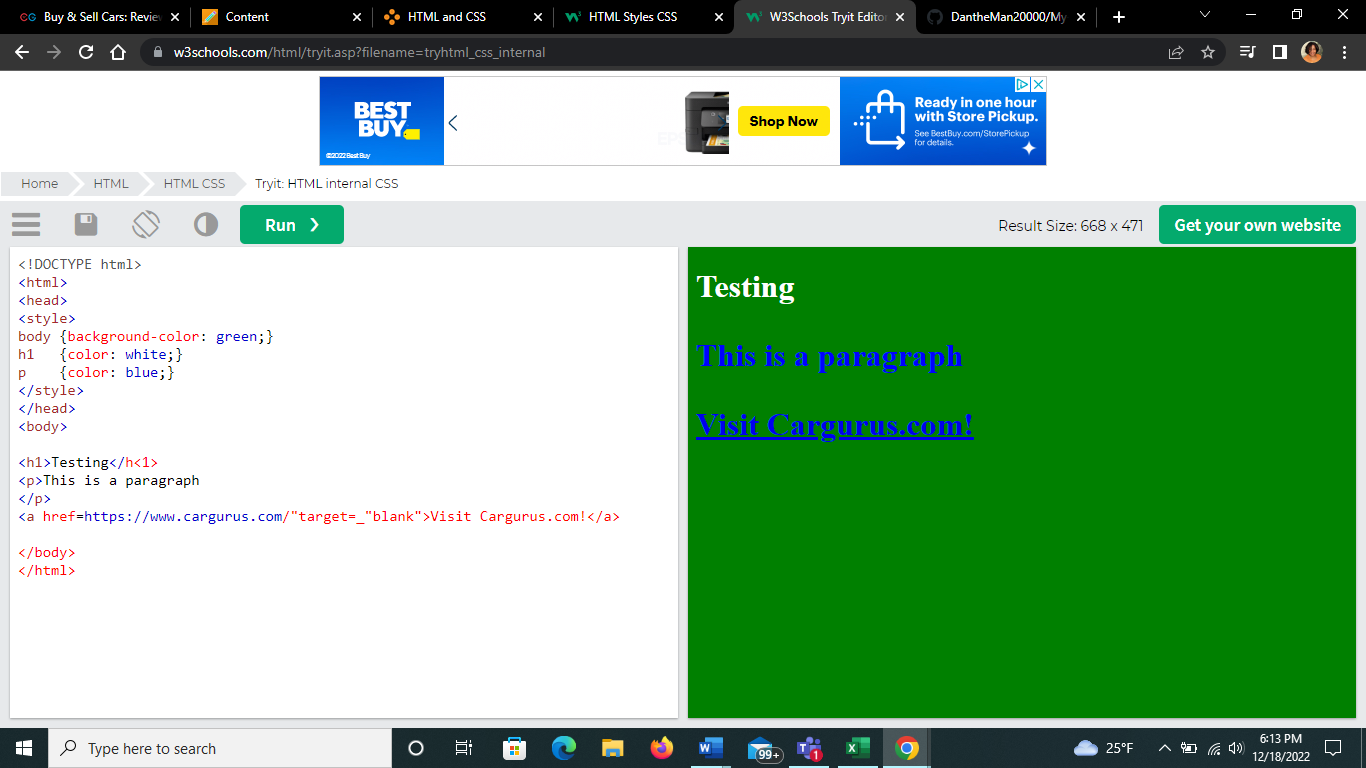 CG Buy & Sell Cars: Review
Content
HTML and CSS
HTML Styles CSS
W3Schools Tryit Editor
DantheMan20000/My
w3schools.com/html/tryit.asp?filename=tryhtml_css_internal
BEST
BUY
©2022 Best Buy
Shop Now
Ready in one hour
with Store Pickup.
See BestBuy.com/StorePickup
for details.
Home
HTML
HTML CSS
Tryit: HTML internal CSS
Run ❯
Result Size: 668 x 471
Get your own website
<!DOCTYPE html>
<html>
<head>
<style>
body {background-color: green;}
h1   {color: white;}
p    {color: blue;}
</style>
</head>
<body>
<h1>Testing</h<1>
<p>This is a paragraph
</p>
<a href=https://www.cargurus.com/"target=_"blank">Visit Cargurus.com!</a>
</body>
</html>
Testing
This is a paragraph
Visit Cargurus.com!
Type here to search
99+
1
25°F
6:13 PM
12/18/2022